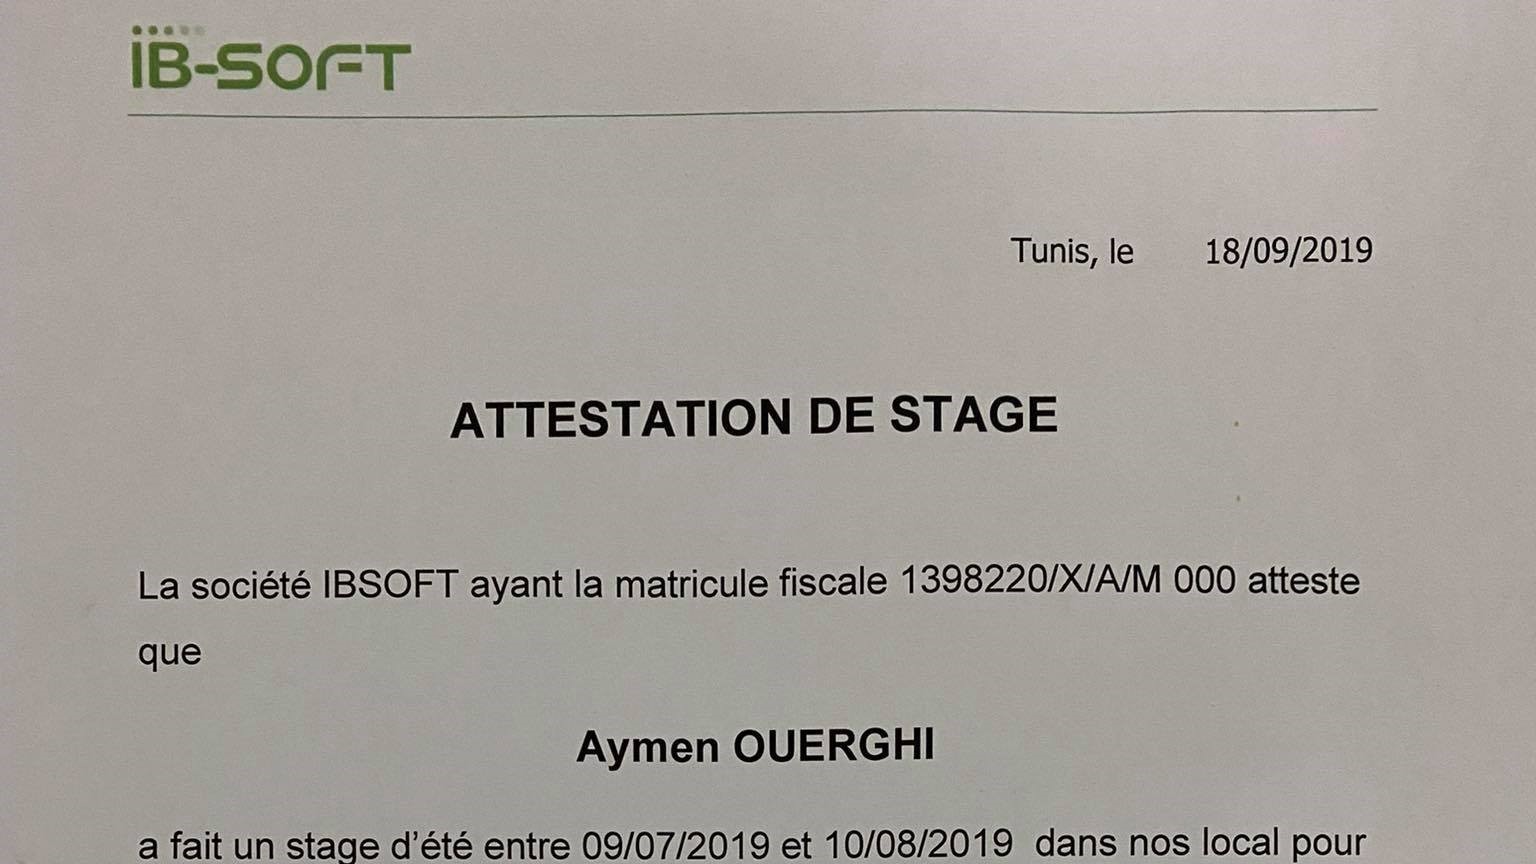 iB-SOFT
Tunis, le 18/09/2019
ATTESTATION DE STAGE
La société IBSOFT ayant la matricule fiscale 1398220/X/A/M 000 atteste
que
Aymen OUERGHI
a fait un stage d'été entre 09/07/2019 et 10/08/2019 dans nos local pour